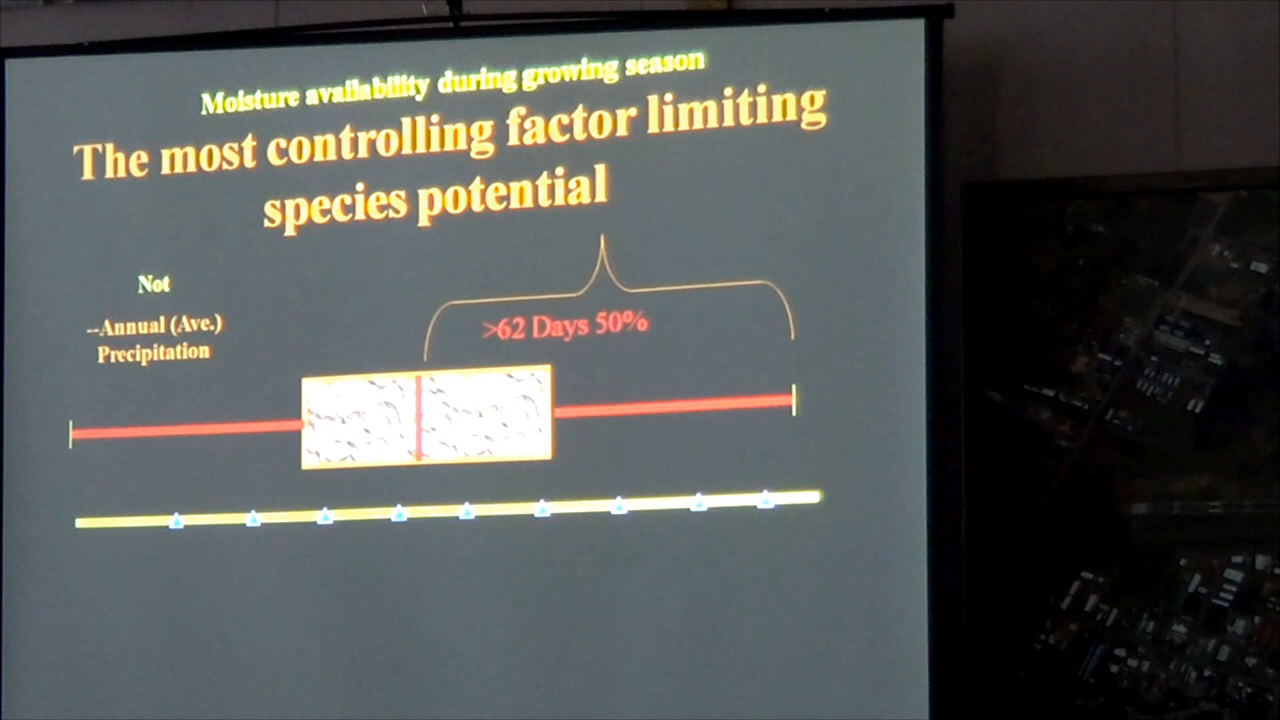 Moisture availability during growing season
The most controlling factor limiting
species potential
Not
--Annual (Ave.)
Precipitation
>62 Days 50%